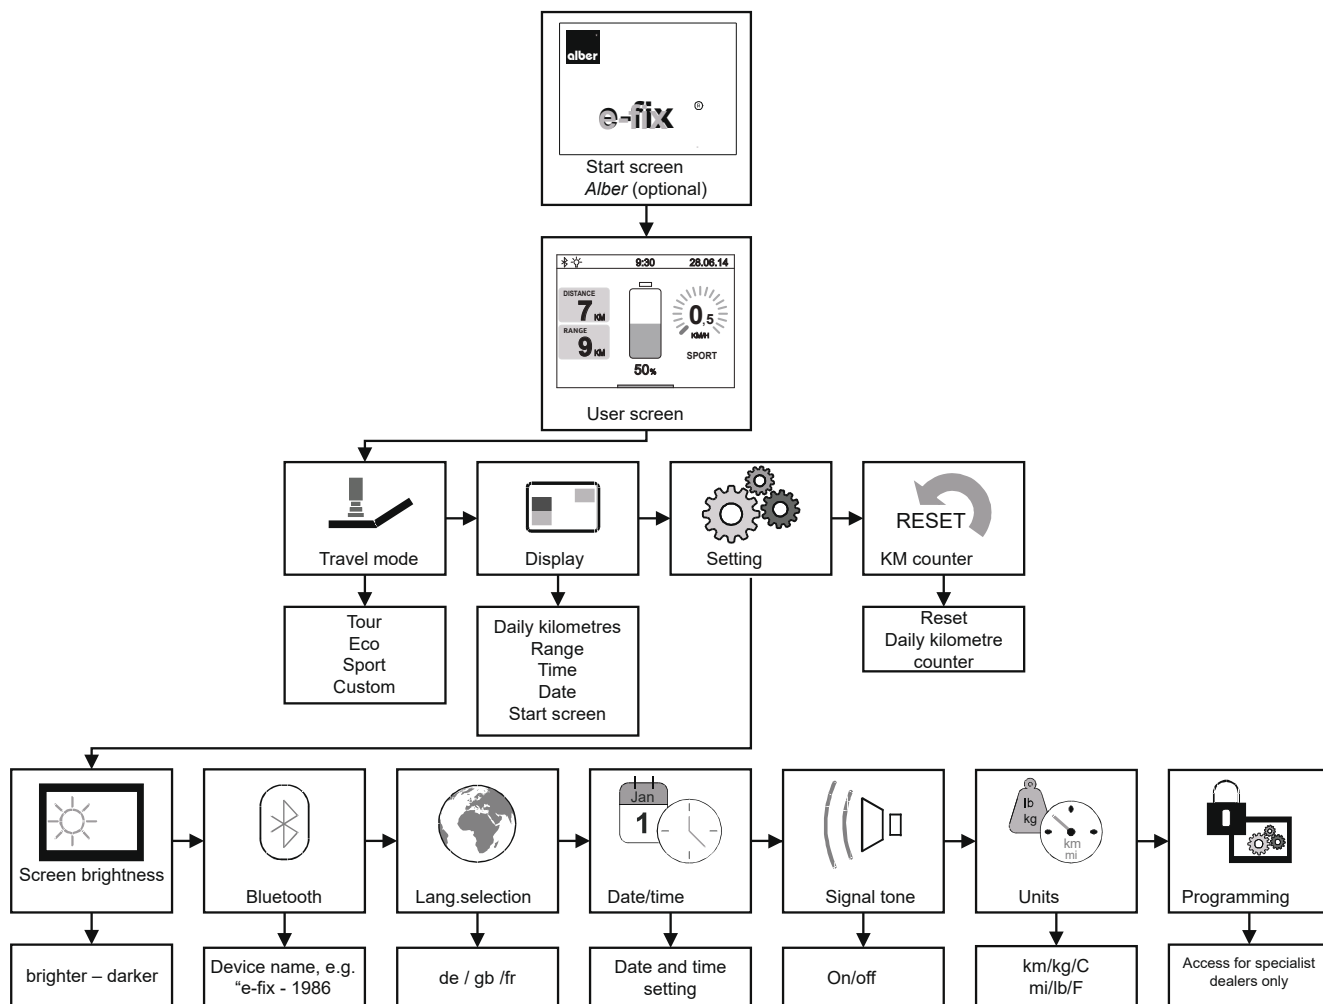 alber
e-fix ®
Start screen
Alber (optional)
9:30 28.06.14
DISTANCE
7 KM
RANGE
9 KM
50%
0,5
KM/H
SPORT
User screen
Travel mode
Display
Setting
RESET
KM counter
Tour
Eco
Sport
Custom
Daily kilometres
Range
Time
Date
Start screen
Reset
Daily kilometre
counter
Screen brightness
Bluetooth
Lang.selection
Jan
1
Date/time
Signal tone
lb
kg
km
mi
Units
Programming
brighter – darker
Device name, e.g.
“e-fix - 1986
de / gb /fr
Date and time
setting
On/off
km/kg/C
mi/lb/F
Access for specialist
dealers only